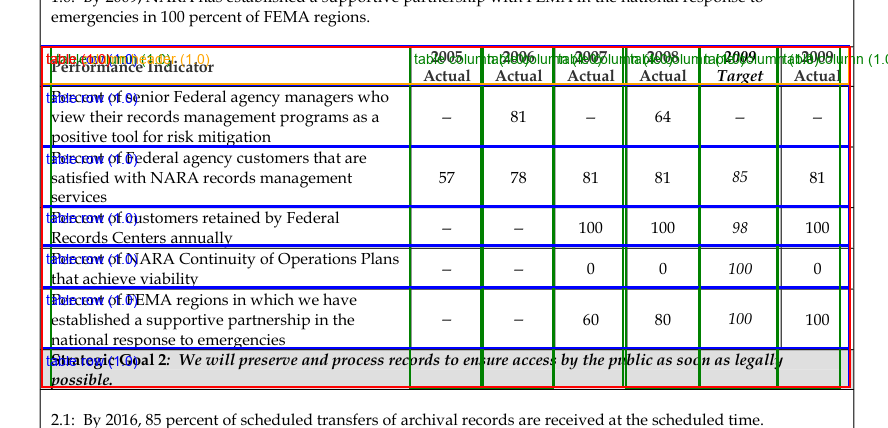 1.6: By 2009, NARA has established a supportive partnership with FEMA in the national response to
emergencies in 100 percent of FEMA regions.
Performance Indicator 2005 Actual 2006 Actual 2007 Actual 2008 Actual 2009 Target 2009 Actual
Percent of senior Federal agency managers who
view their records management programs as a – 81 – 64 – –
positive tool for risk mitigation
Percent of Federal agency customers that are
satisfied with NARA records management 57 78 81 81 85 81
services
Percent of customers retained by Federal
Records Centers annually – – 100 100 98 100
Percent of NARA Continuity of Operations Plans
that achieve viability – – 0 0 100 0
Percent of FEMA regions in which we have
established a supportive partnership in the – – 60 80 100 100
national response to emergencies
Strategic Goal 2: We will preserve and process records to ensure access by the public as soon as legally
possible.
2.1: By 2016, 85 percent of scheduled transfers of archival records are received at the scheduled time.